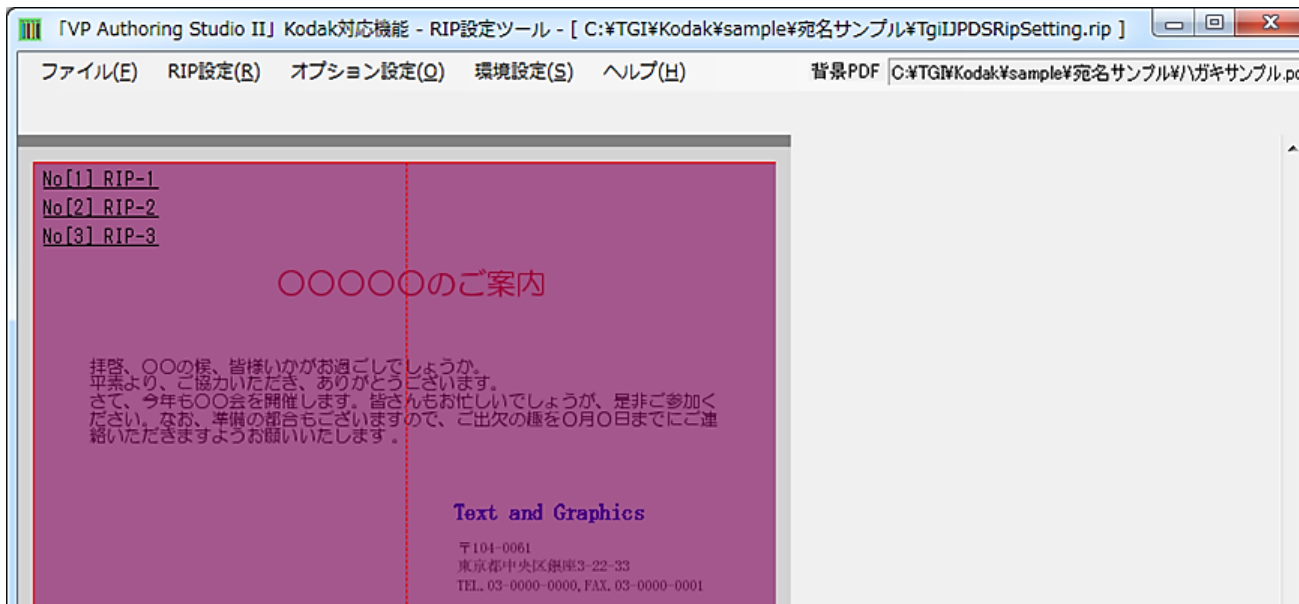 「VP Authoring Studio II」 Kodak対応機能 - RIP設定ツール - [ C:¥TGI¥Kodak¥sample¥宛名サンプル¥TgiIJPDSRipSetting.rip ]
ファイル(F) RIP設定(R) オプション設定(O) 環境設定(S) ヘルプ(H) 背景PDF C:¥TGI¥Kodak¥sample¥宛名サンプル¥ハガキサンプル.pd
No[1] RIP-1
No[2] RIP-2
No[3] RIP-3
〇〇〇〇〇のご案内
拝啓、〇〇の候、皆様いかがお過ごしでしょうか。
平素より、ご協力いただき、ありがとうございます。
さて、今年も〇〇会を開催します。皆さんもお忙しいでしょうが、是非ご参加く
ださい。なお、準備の都合もございますので、ご出欠の趣を〇月〇日までにご連
絡いただきますようお願いいたします。
Text and Graphics
〒104-0061
東京都中央区銀座3-22-33
TEL. 03-0000-0000, FAX. 03-0000-0001